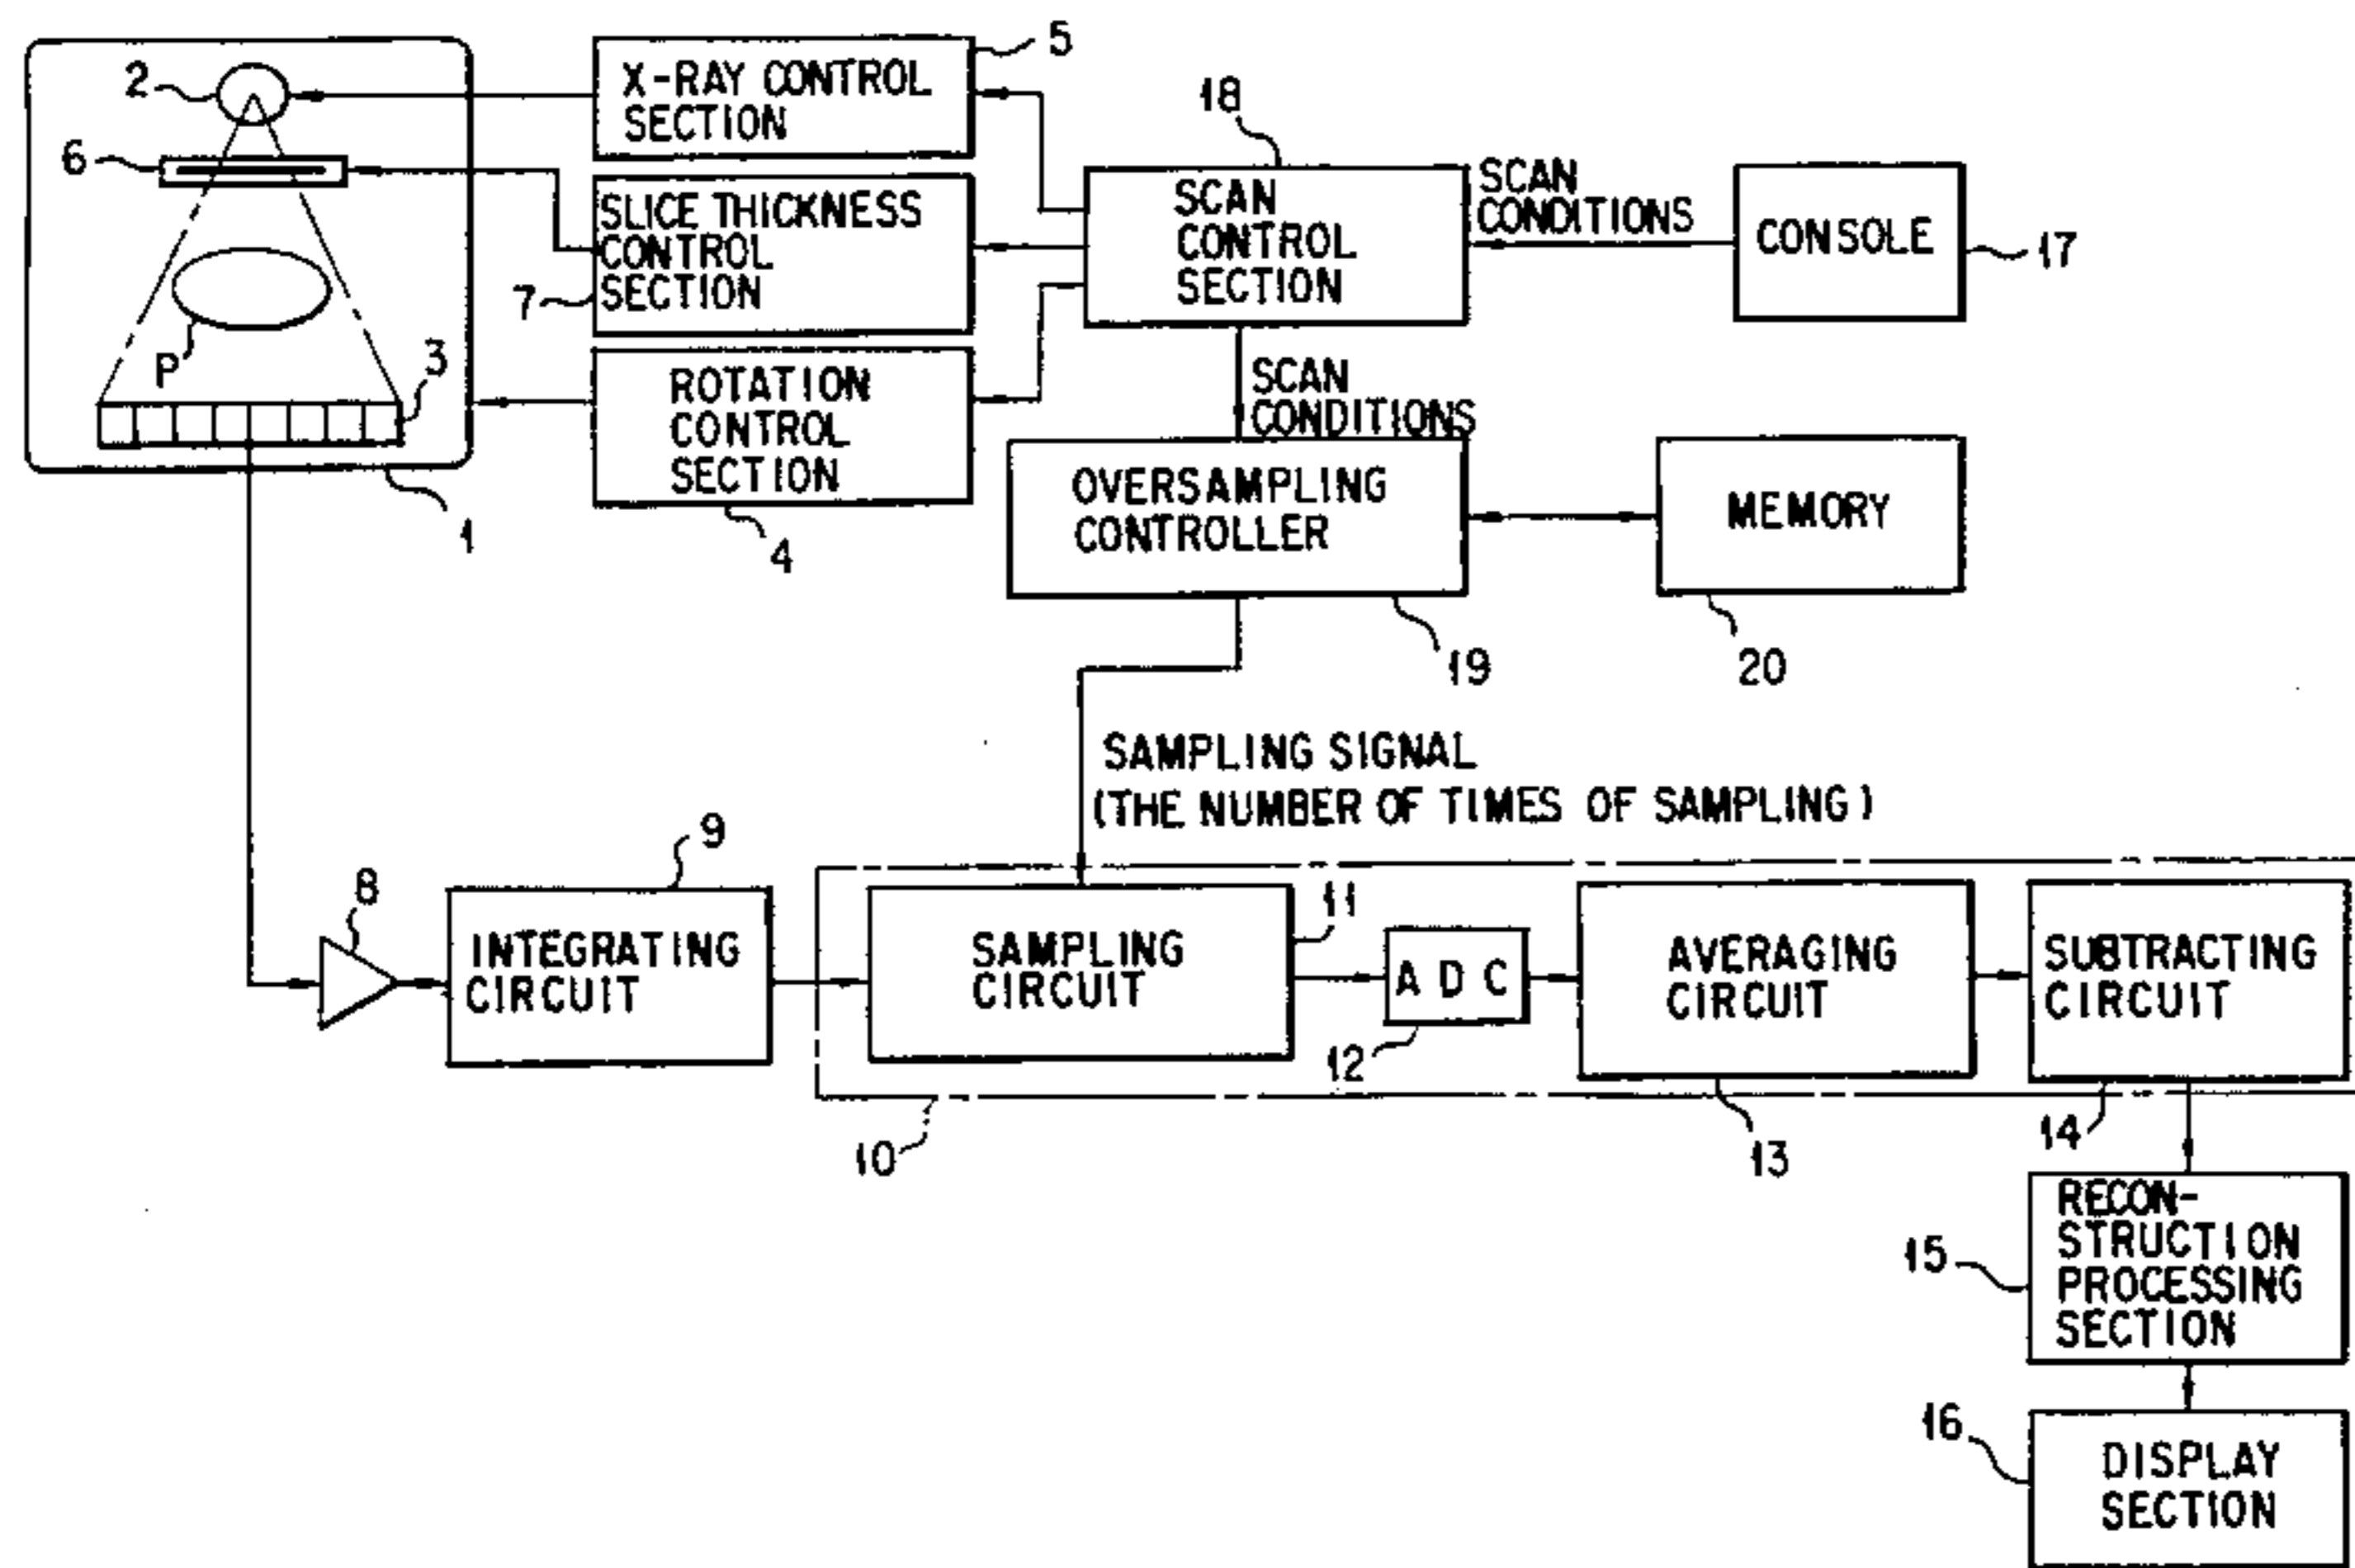 2
6
P
3
1
X-RAY CONTROL
SECTION
5
SLICE THICKNESS
CONTROL
SECTION
7
ROTATION
CONTROL
SECTION
4
18
SCAN
CONTROL
SECTION
SCAN
CONDITIONS
CONSOLE
17
SCAN
CONDITIONS
OVERSAMPLING
CONTROLLER
19
MEMORY
20
SAMPLING SIGNAL
(THE NUMBER OF TIMES OF SAMPLING)
8
9
INTEGRATING
CIRCUIT
10
SAMPLING
CIRCUIT
11
ADC
12
AVERAGING
CIRCUIT
13
SUBTRACTING
CIRCUIT
14
RECON-
STRUCTION
PROCESSING
SECTION
15
DISPLAY
SECTION
16